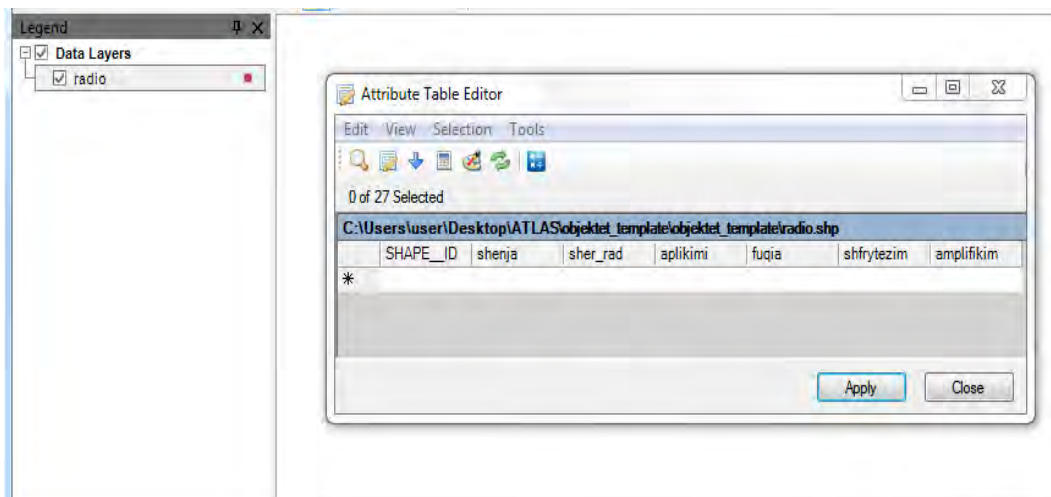 Legend
Data Layers
radio
Attribute Table Editor
Edit View Selection Tools
0 of 27 Selected
C:\Users\user\Desktop\ATLAS\objektet_template\objektet_template\radio.shp
SHAPE__ID shenja sher_rad aplikimi fuqia shfrytezim amplifikim
Apply Close